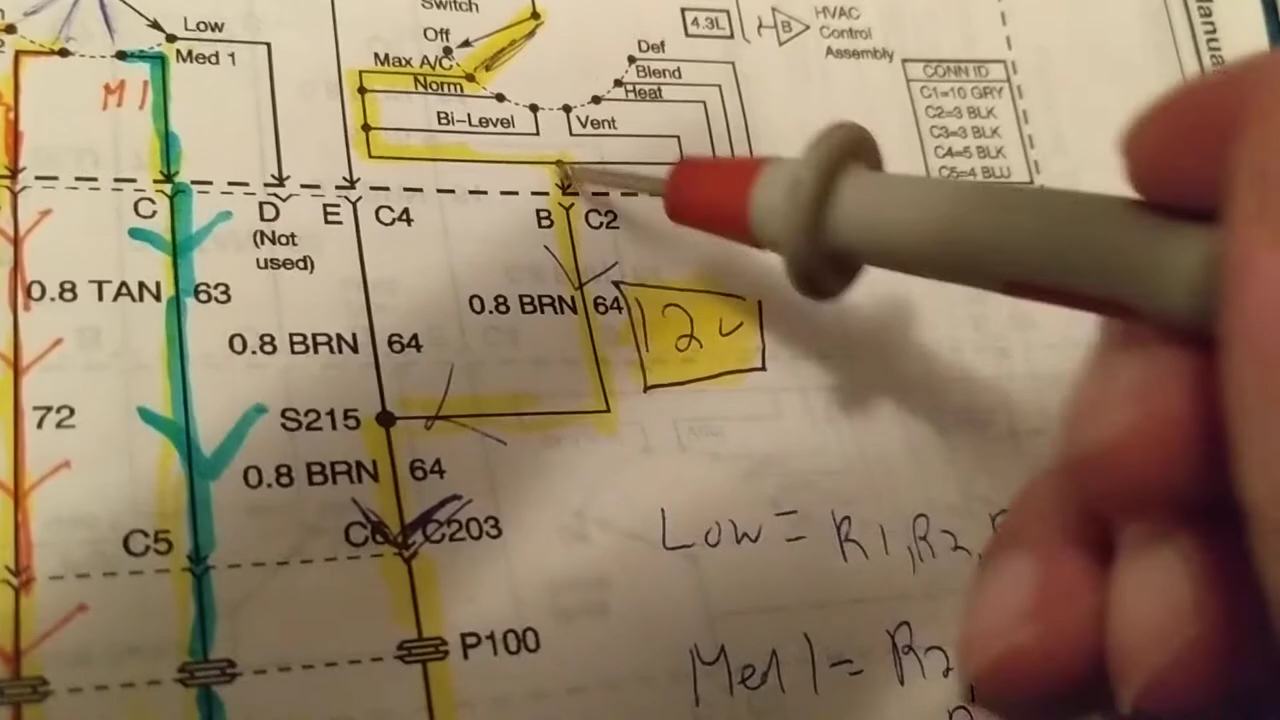 Switch
Off
Max A/C
Norm
Bi-Level
Vent
Def
Blend
Heat
4.3L
B
HVAC
Control
Assembly
CONN ID
C1=10 GRY
C2=3 BLK
C3=3 BLK
C4=5 BLK
C5=4 BLU
Low
Med 1
M1
C
D
E
C4
B
C2
(Not
used)
0.8 TAN
63
0.8 BRN
64
0.8 BRN
64
12v
72
S215
0.8 BRN
64
C5
C203
P100
Low = R1, R2,
Med 1 = R2